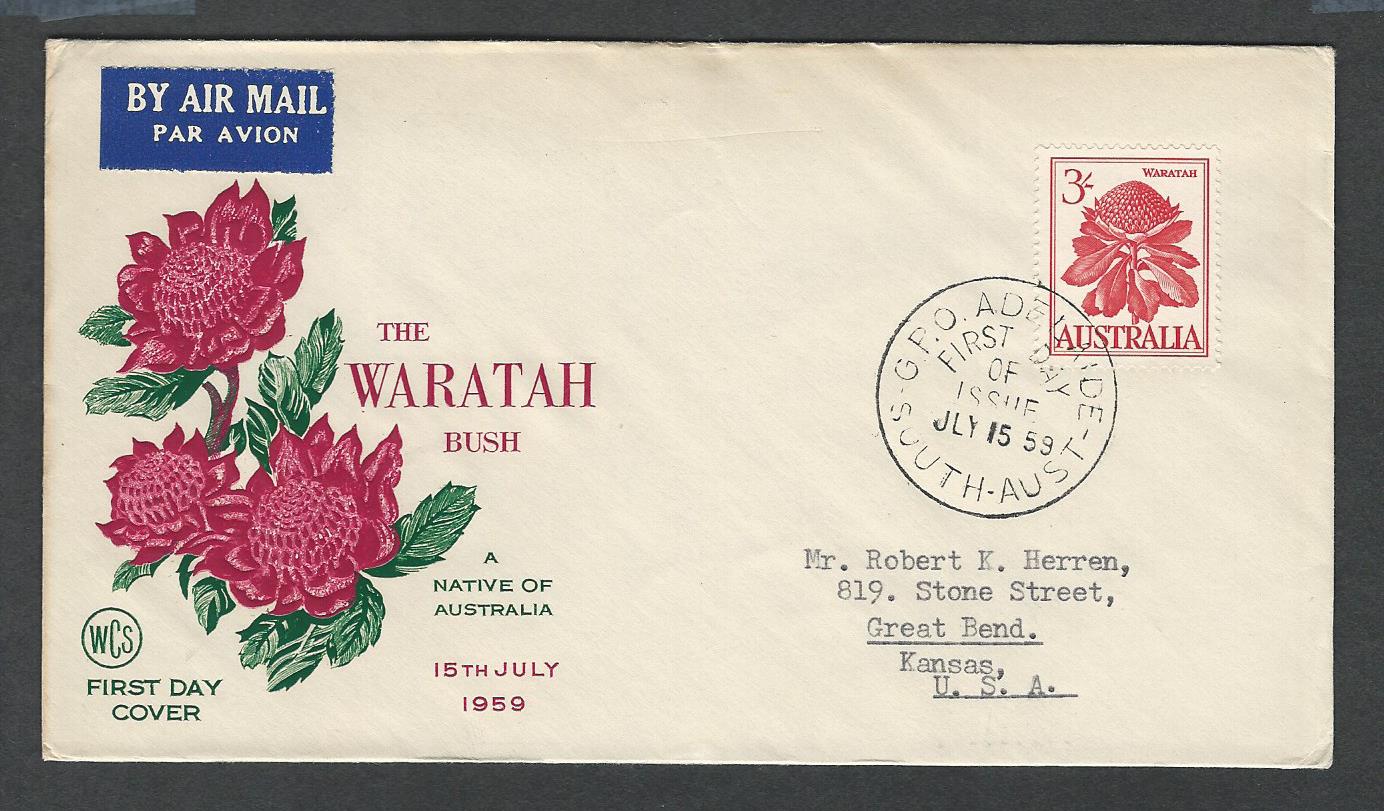 BY AIR MAIL
PAR AVION
3/-
WARATAH
AUSTRALIA
G.P.O. ADELAIDE - SOUTH-AUST -
FIRST DAY
OF
ISSUE
JLY 15 59
THE
WARATAH
BUSH
A
NATIVE OF
AUSTRALIA
15TH JULY
1959
WCS
FIRST DAY
COVER
Mr. Robert K. Herren,
819. Stone Street,
Great Bend.
Kansas,
U. S. A.